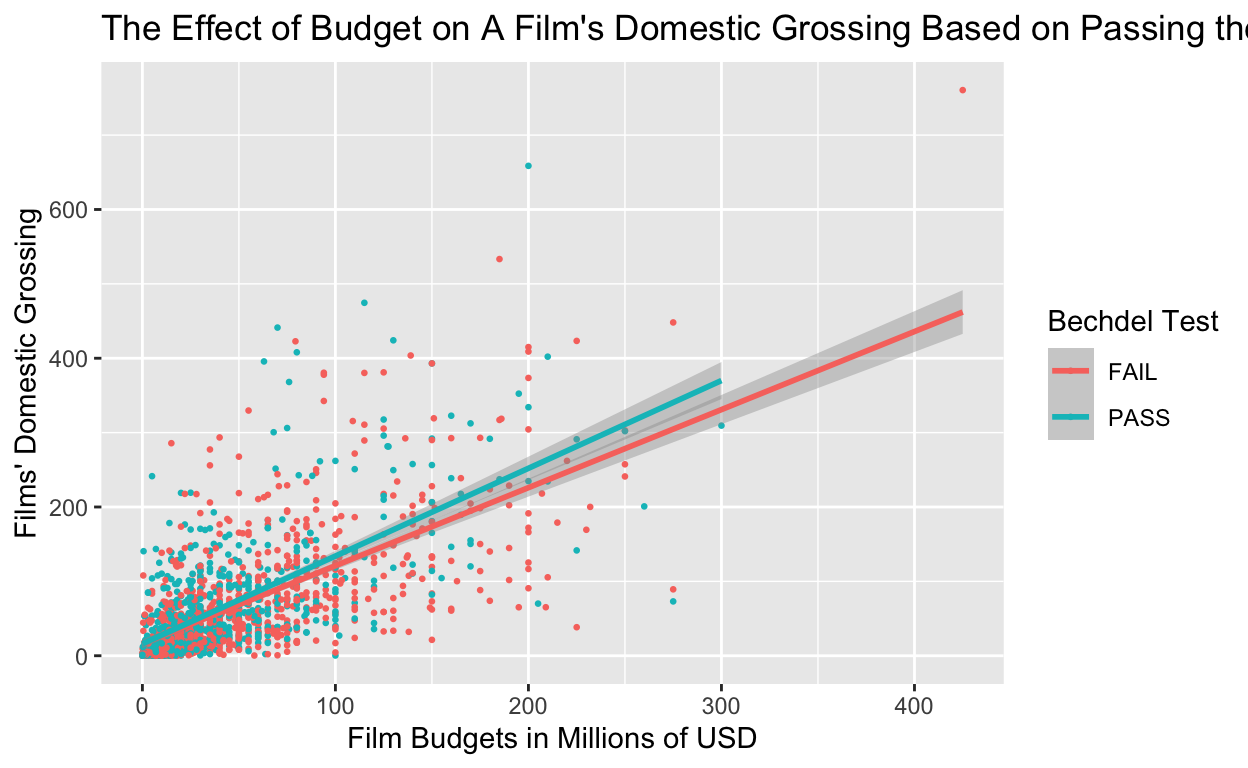 The Effect of Budget on A Film's Domestic Grossing Based on Passing
Films' Domestic Grossing
600
400
200
0
0 100 200 300 400
Film Budgets in Millions of USD
Bechdel Test
FAIL
PASS